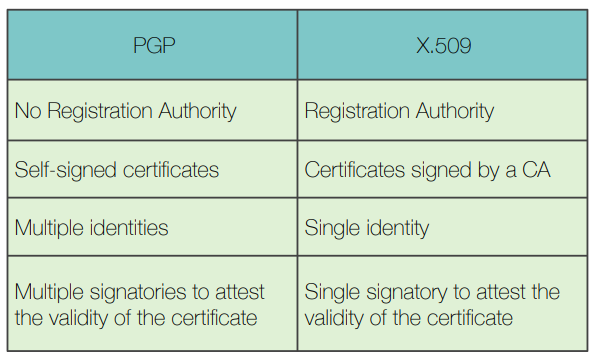 PGP
X.509
No Registration Authority
Registration Authority
Self-signed certificates
Certificates signed by a CA
Multiple identities
Single identity
Multiple signatories to attest
the validity of the certificate
Single signatory to attest the
validity of the certificate